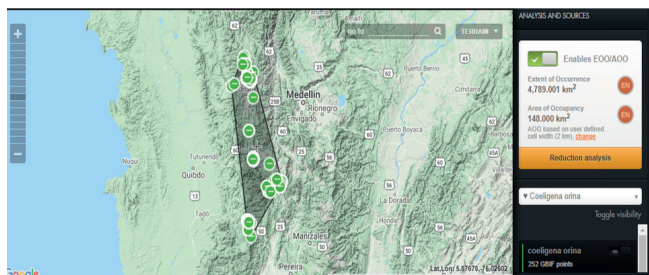 go to
TERRAIN ▼
Puerto Berrio
Cimitarra
Medellin
Rionegro
Envigado
Puerto Boyacá
Tutunendo
Nuqui
Quibdo
Tado
La Dorada
Honda
Manizales
Pereira
Lat,Lon: 5.87678,-76.02602
ANALYSIS AND SOURCES
Enables EOO/AOO
Extent of Occurrence
4,789.001 km²
EN
Area of Occupancy
148.000 km²
EN
AOO based on user defined
cell width (2 km), change
Reduction analysis
♥ Coeligena orina
Toggle visibility
coeligena orina
252 GBIF points